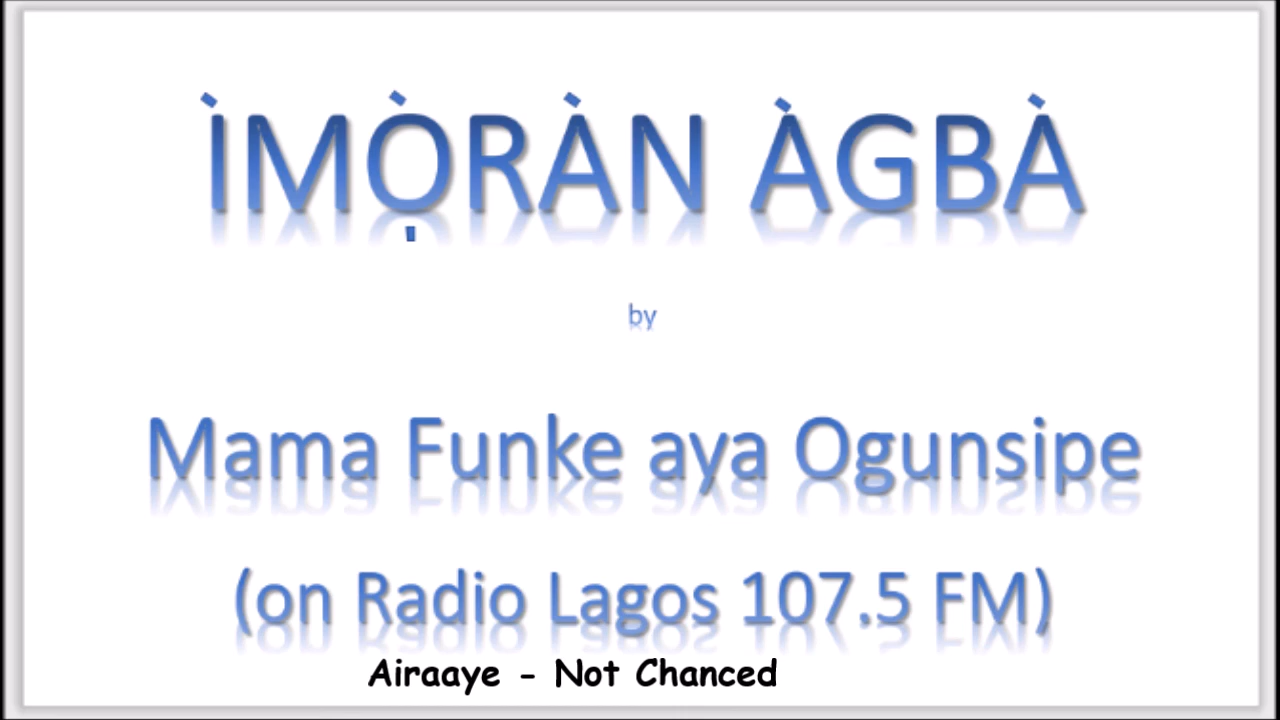 ÌMỌ̀RÀN ÀGBÀ
by
Mama Funke aya Ogunsipe
(on Radio Lagos 107.5 FM)
Airaaye - Not Chanced